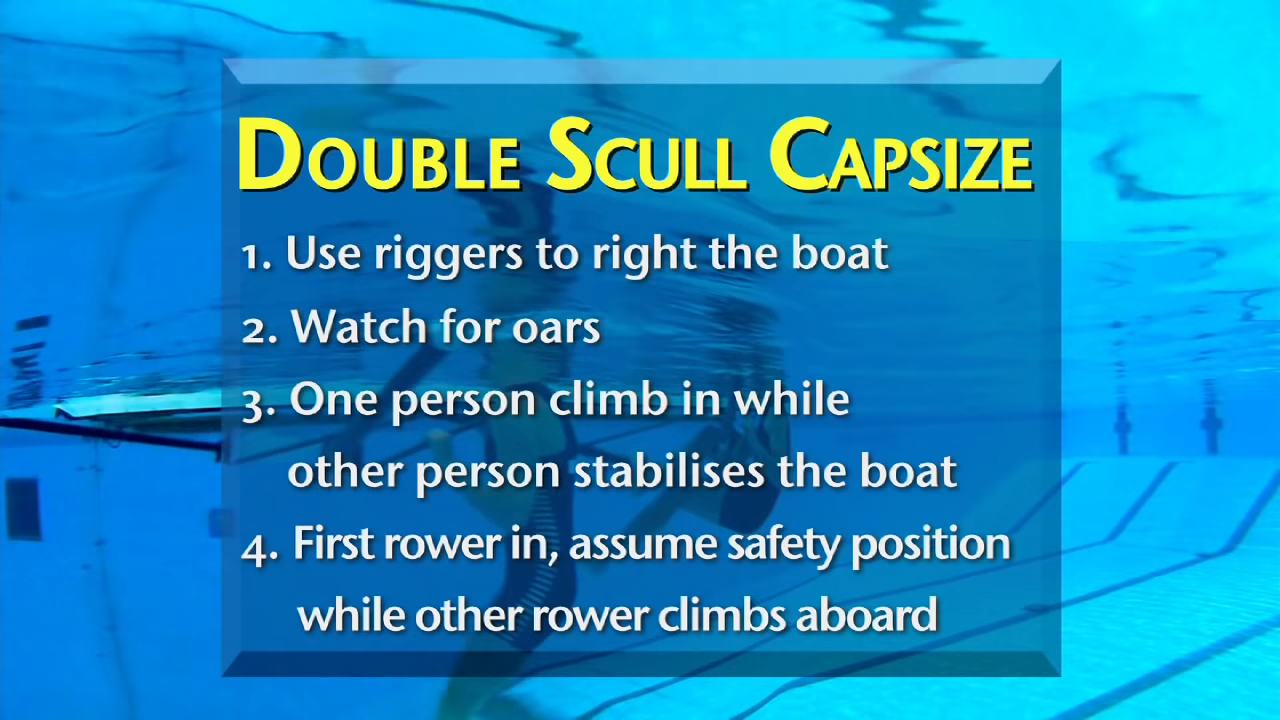 DOUBLE SCULL CAPSIZE
1. Use riggers to right the boat
2. Watch for oars
3. One person climb in while
other person stabilises the boat
4. First rower in, assume safety position
while other rower climbs aboard